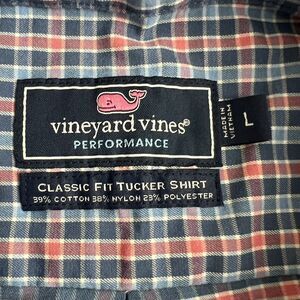 vineyard vines®
PERFORMANCE
L
MADE IN
VIETNAM
CLASSIC FIT TUCKER SHIRT
39% COTTON 38% NYLON 23% POLYESTER